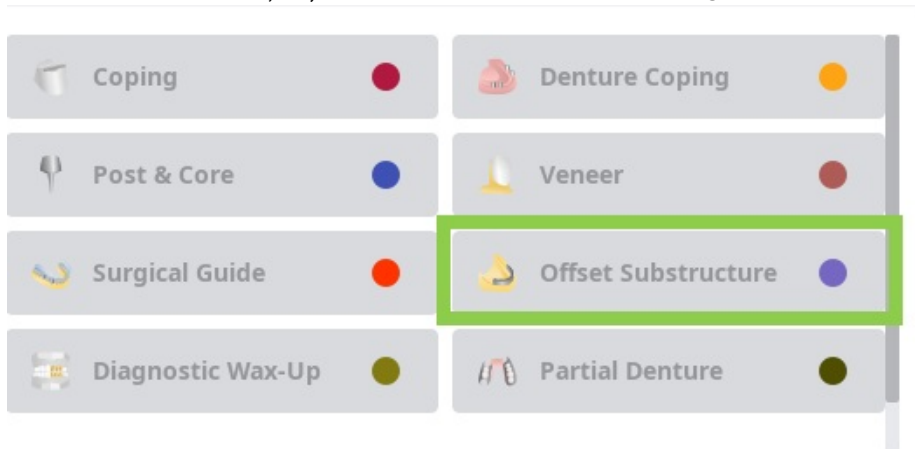 Coping
Denture Coping
Post & Core
Veneer
Surgical Guide
Offset Substructure
Diagnostic Wax-Up
Partial Denture